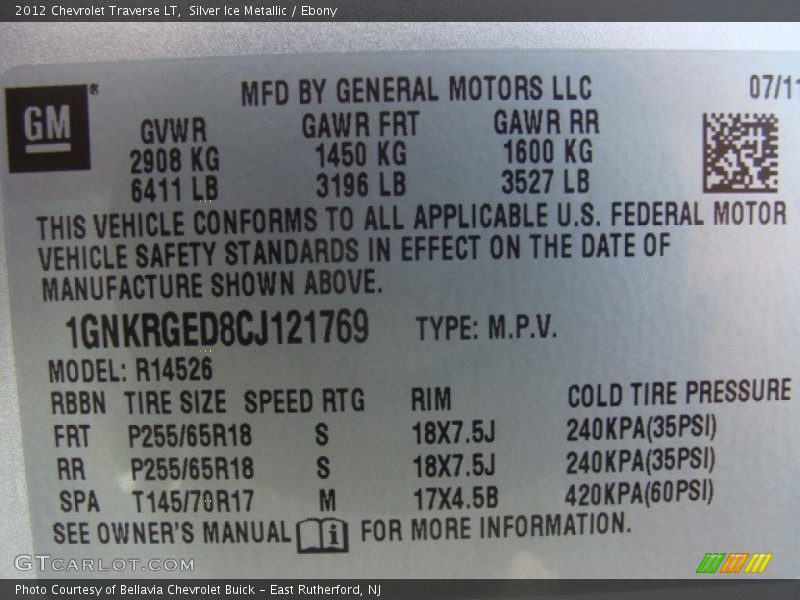 2012 Chevrolet Traverse LT, Silver Ice Metallic / Ebony
GM®
MFD BY GENERAL MOTORS LLC 07/11
GVWR GAWR FRT GAWR RR
2908 KG 1450 KG 1600 KG
6411 LB 3196 LB 3527 LB
THIS VEHICLE CONFORMS TO ALL APPLICABLE U.S. FEDERAL MOTOR
VEHICLE SAFETY STANDARDS IN EFFECT ON THE DATE OF
MANUFACTURE SHOWN ABOVE.
1GNKRGED8CJ121769 TYPE: M.P.V.
MODEL: R14526
RBBN TIRE SIZE SPEED RTG RIM COLD TIRE PRESSURE
FRT P255/65R18 S 18X7.5J 240KPA(35PSI)
RR P255/65R18 S 18X7.5J 240KPA(35PSI)
SPA T145/70R17 M 17X4.5B 420KPA(60PSI)
SEE OWNER'S MANUAL i FOR MORE INFORMATION.
GTCARLOT.COM
Photo Courtesy of Bellavia Chevrolet Buick – East Rutherford, NJ